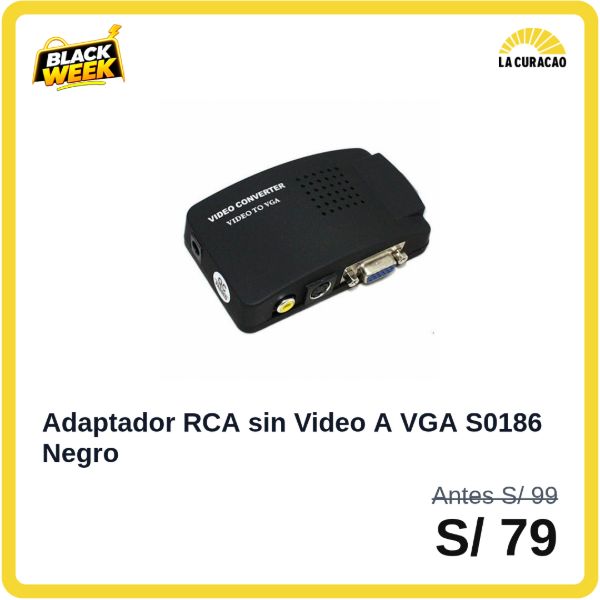 BLACK
WEEK
LA CURACAO
VIDEO CONVERTER
VIDEO TO VGA
Adaptador RCA sin Video A VGA S0186
Negro
Antes S/ 99
S/ 79